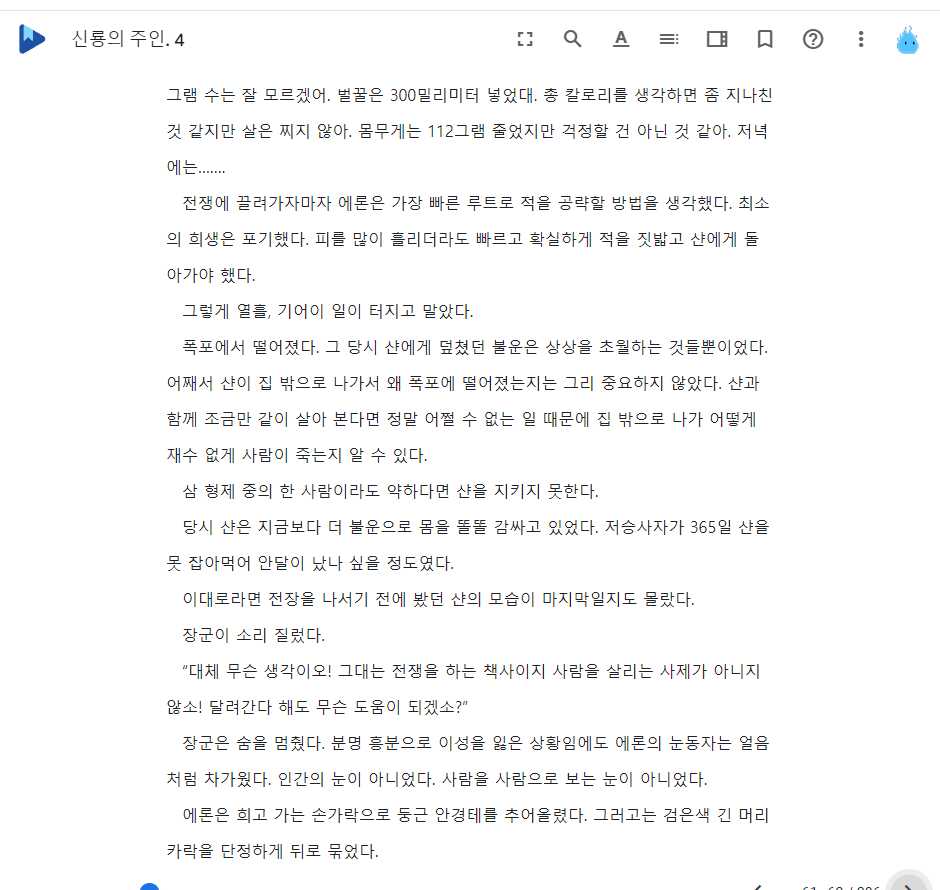 신룡의 주인. 4
그램 수는 잘 모르겠어. 벌꿀은 300밀리미터 넣었대. 총 칼로리를 생각하면 좀 지나친
것 같지만 살은 찌지 않아. 몸무게는 112그램 줄었지만 걱정할 건 아닌 것 같아. 저녁
에는.......
전쟁에 끌려가자마자 에론은 가장 빠른 루트로 적을 공략할 방법을 생각했다. 최소
의 희생은 포기했다. 피를 많이 흘리더라도 빠르고 확실하게 적을 짓밟고 샨에게 돌
아가야 했다.
그렇게 열흘, 기어이 일이 터지고 말았다.
폭포에서 떨어졌다. 그 당시 샨에게 덮쳤던 불운은 상상을 초월하는 것들뿐이었다.
어째서 샨이 집 밖으로 나가서 왜 폭포에 떨어졌는지는 그리 중요하지 않았다. 샨과
함께 조금만 같이 살아 본다면 정말 어쩔 수 없는 일 때문에 집 밖으로 나가 어떻게
재수 없게 사람이 죽는지 알 수 있다.
삼 형제 중의 한 사람이라도 약하다면 샨을 지키지 못한다.
당시 샨은 지금보다 더 불운으로 몸을 똘똘 감싸고 있었다. 저승사자가 365일 샨을
못 잡아먹어 안달이 났나 싶을 정도였다.
이대로라면 전장을 나서기 전에 봤던 샨의 모습이 마지막일지도 몰랐다.
장군이 소리 질렀다.
“대체 무슨 생각이오! 그대는 전쟁을 하는 책사이지 사람을 살리는 사제가 아니지
않소! 달려간다 해도 무슨 도움이 되겠소?”
장군은 숨을 멈췄다. 분명 흥분으로 이성을 잃은 상황임에도 에론의 눈동자는 얼음
처럼 차가웠다. 인간의 눈이 아니었다. 사람을 사람으로 보는 눈이 아니었다.
에론은 희고 가는 손가락으로 둥근 안경테를 추어올렸다. 그러고는 검은색 긴 머리
카락을 단정하게 뒤로 묶었다.